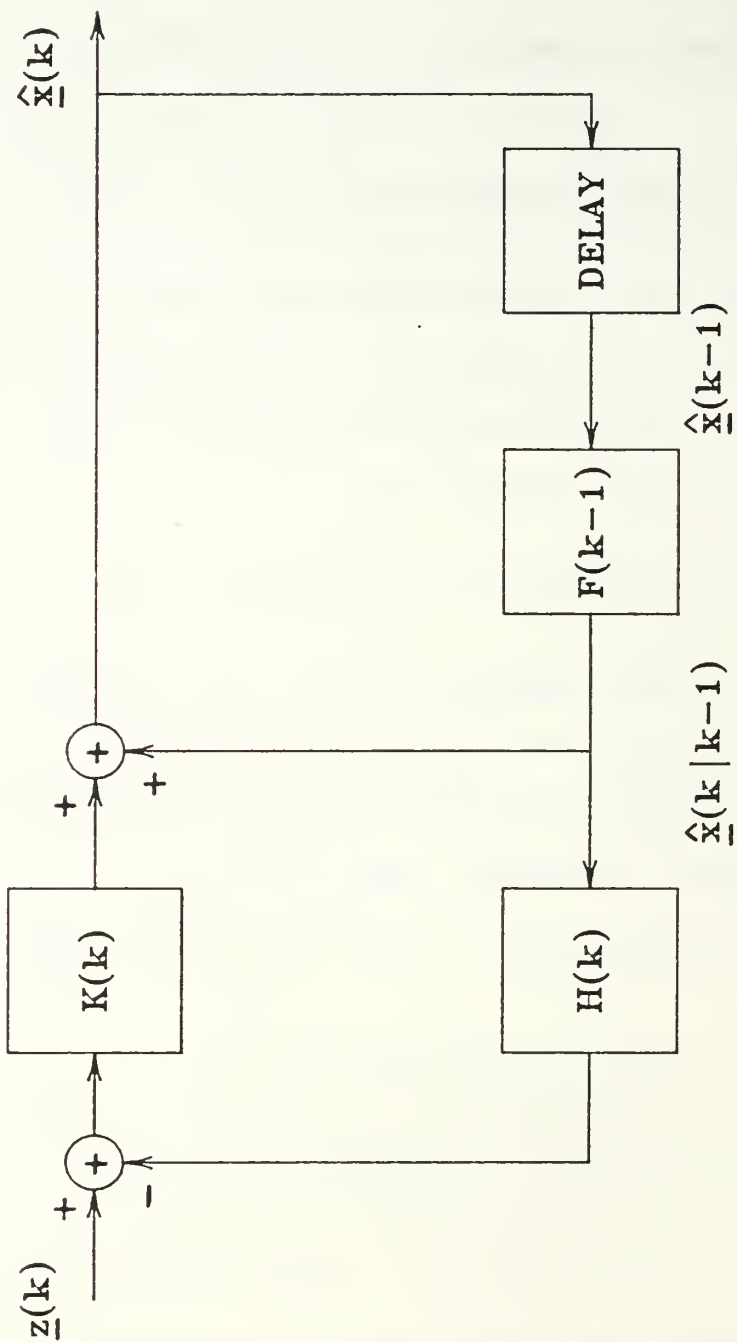 z(k)
+
−
+
K(k)
+
+
+
x̂(k)
H(k)
x̂(k|k−1)
F(k−1)
x̂(k−1)
DELAY